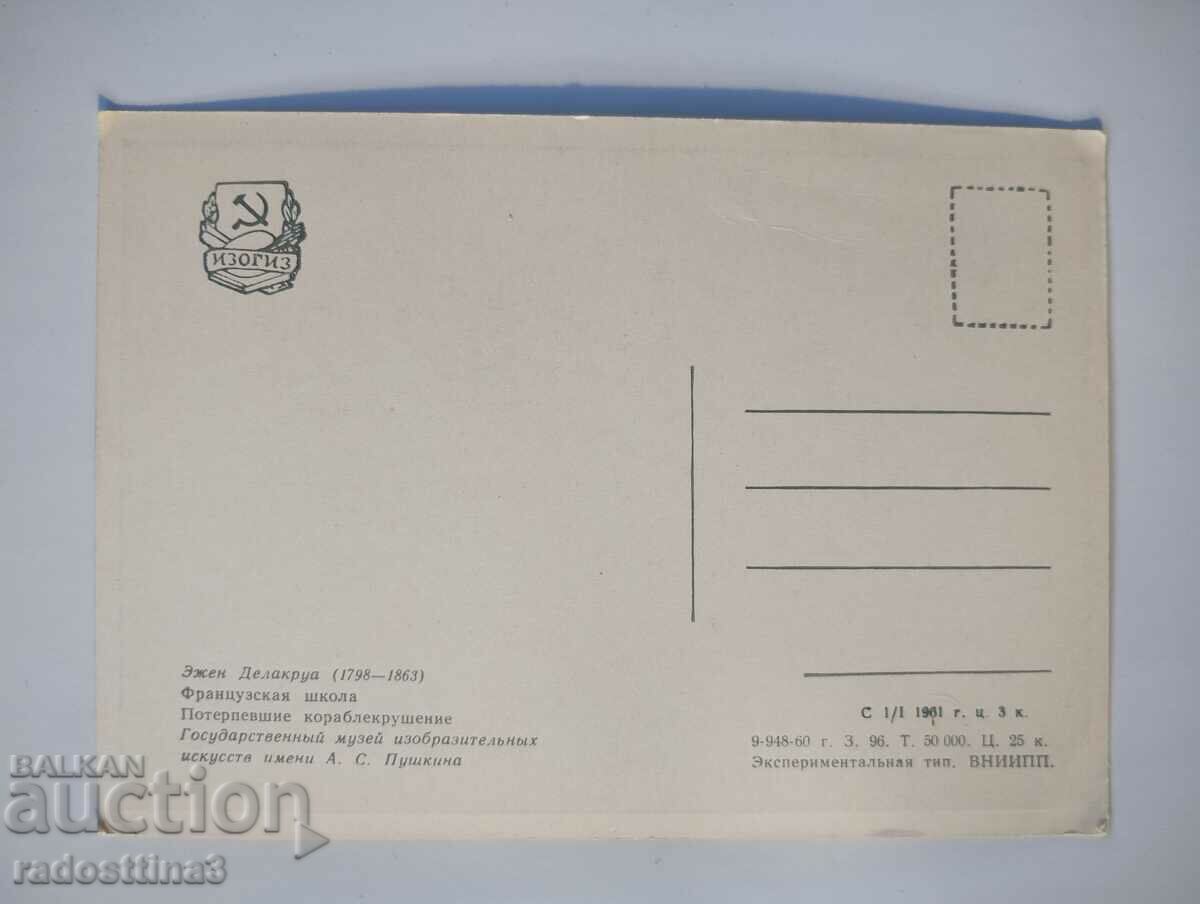 ИЗОГИЗ
Эжен Делакруа (1798—1863)
Французская школа
Потерпевшие кораблекрушение
Государственный музей изобразительных
искусств имени А. С. Пушкина
С 1/I 1961 г. ц. 3 к.
9-948-60 г. З. 96. Т. 50 000. Ц. 25 к.
Экспериментальная тип. ВНИИПП.
BALKAN
auction
radosttina3